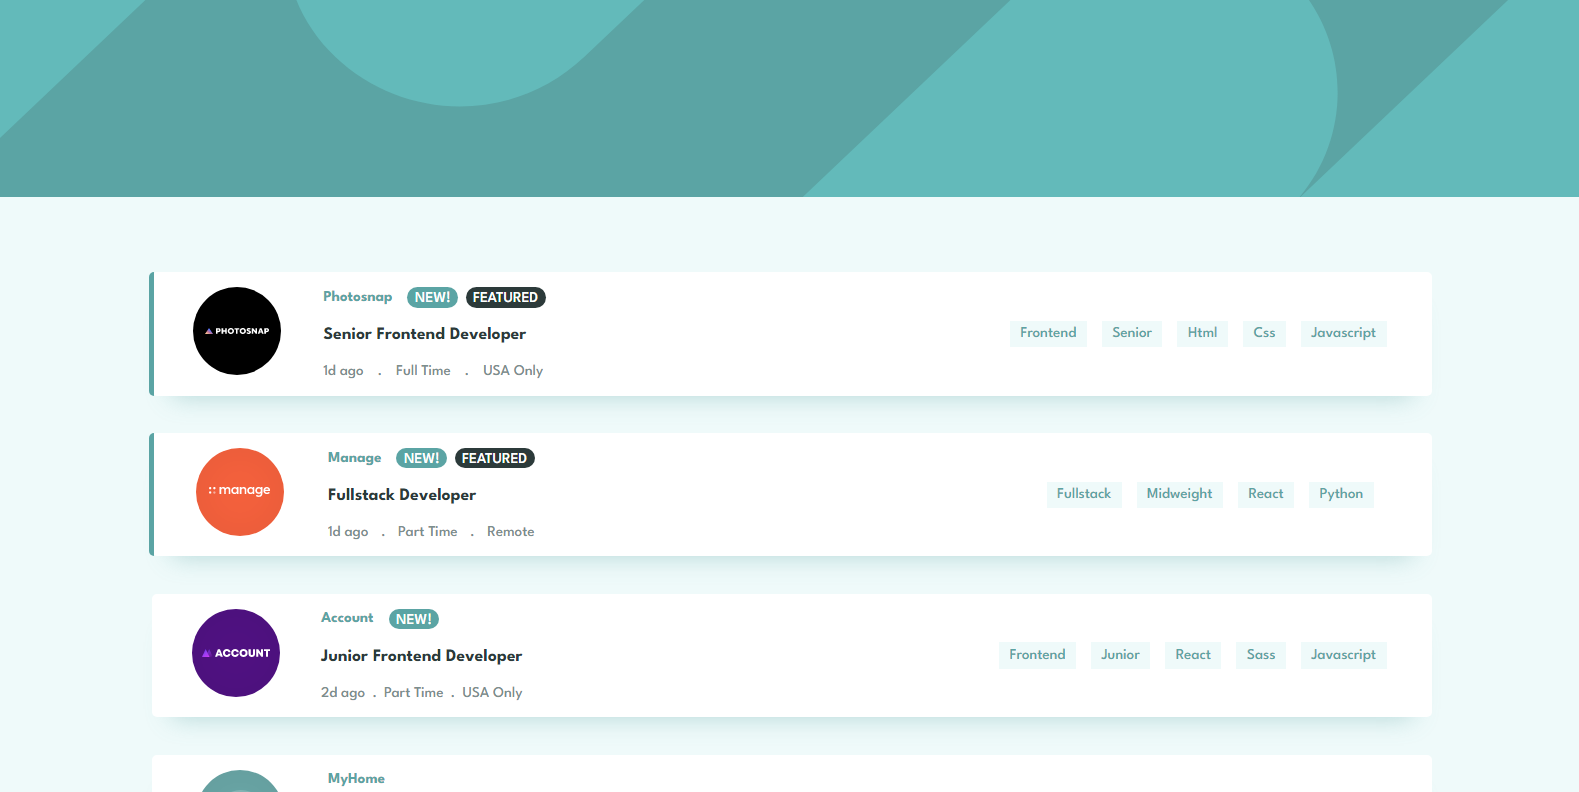 PHOTOSNAP
Photosnap NEW! FEATURED
Senior Frontend Developer
1d ago . Full Time . USA Only
Frontend Senior Html Css Javascript
manage
Manage NEW! FEATURED
Fullstack Developer
1d ago . Part Time . Remote
Fullstack Midweight React Python
ACCOUNT
Account NEW!
Junior Frontend Developer
2d ago . Part Time . USA Only
Frontend Junior React Sass Javascript
MyHome